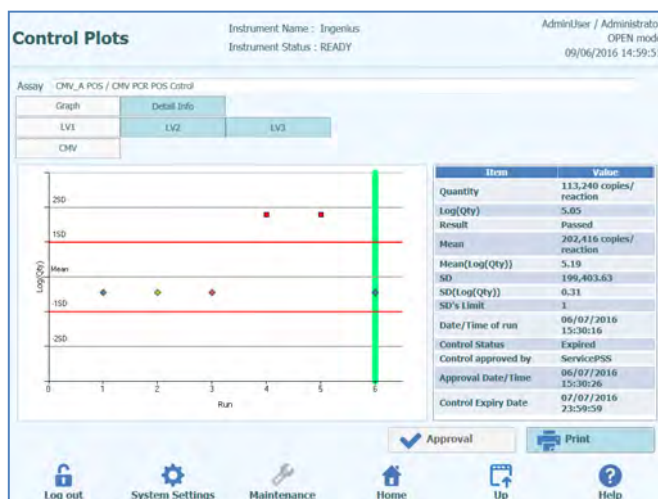 Control Plots
Instrument Name : Ingenius
Instrument Status : READY
AdminUser / Administrato
OPEN mode
09/06/2016 14:59:5
Assay CMV_A POS / CMV PCR POS Cotrol
Graph Detail Info
LV1 LV2 LV3
CMV
2SD
1SD
Mean
-1SD
-2SD
Log(Qty)
0 1 2 3 4 5 6
Run
Item Value
Quantity 113,240 copies/
reaction
Log(Qty) 5.05
Result Passed
Mean 202,416 copies/
reaction
Mean(Log(Qty)) 5.19
SD 199,403.63
SD(Log(Qty)) 0.31
SD's Limit 1
Date/Time of run 06/07/2016
15:30:16
Control Status Expired
Control approved by ServicePSS
Approval Date/Time 06/07/2016
15:30:26
Control Expiry Date 07/07/2016
23:59:59
Approval Print
Log out System Settings Maintenance Home Up Help